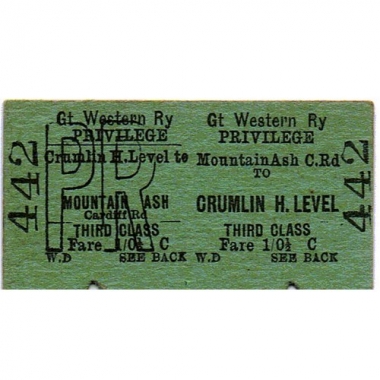 442
Gt Western Ry
PRIVILEGE
PR
Crumlin H.Level to
MOUNTAIN ASH
Cardiff Rd
THIRD CLASS
Fare 1/0½ C
W.D SEE BACK
Gt Western Ry
PRIVILEGE
Mountain Ash C.Rd
TO
CRUMLIN H. LEVEL
THIRD CLASS
Fare 1/0½ C
W.D SEE BACK
442